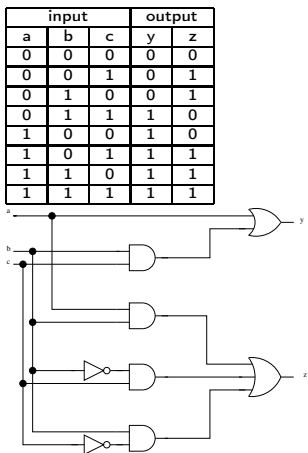 input output
a b c y z
0 0 0 0 0
0 0 1 0 1
0 1 0 0 1
0 1 1 1 0
1 0 0 1 0
1 0 1 1 1
1 1 0 1 1
1 1 1 1 1
a
y
b
c
z